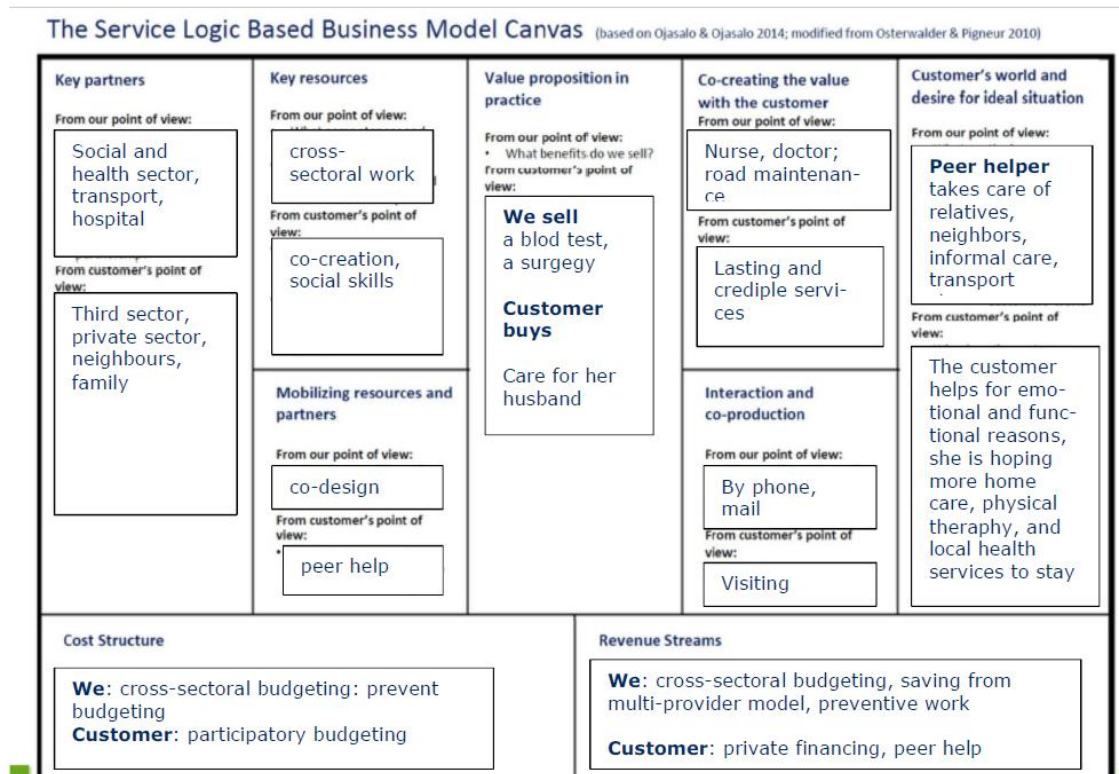 The Service Logic Based Business Model Canvas (based on Ojasalo & Ojasalo 2014; modified from Osterwalder & Pigneur 2010)
Key partners
From our point of view:
Social and
health sector,
transport,
hospital
From customer's point of
view:
Third sector,
private sector,
neighbours,
family
Key resources
From our point of view:
cross-
sectoral work
From customer's point of
view:
co-creation,
social skills
Mobilizing resources and
partners
From our point of view:
co-design
From customer's point of
view:
peer help
Value proposition in
practice
From our point of view:
• What benefits do we sell?
From customer's point of
view:
We sell
a blod test,
a surgegy
Customer
buys
Care for her
husband
Co-creating the value
with the customer
From our point of view:
Nurse, doctor;
road maintenan-
ce
From customer's point of
view:
Lasting and
crediple servi-
ces
Interaction and
co-production
From our point of view:
By phone,
mail
From customer's point of
view:
Visiting
Customer's world and
desire for ideal situation
From our point of view:
Peer helper
takes care of
relatives,
neighbors,
informal care,
transport
From customer's point of
view:
The customer
helps for emo-
tional and func-
tional reasons,
she is hoping
more home
care, physical
theraphy, and
local health
services to stay
Cost Structure
We: cross-sectoral budgeting: prevent
budgeting
Customer: participatory budgeting
Revenue Streams
We: cross-sectoral budgeting, saving from
multi-provider model, preventive work
Customer: private financing, peer help